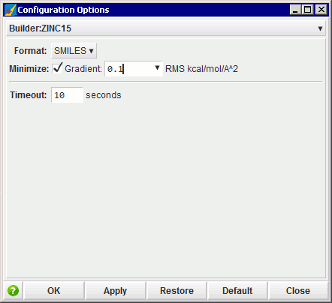 Configuration Options
Builder:ZINC15
Format: SMILES
Minimize: Gradient: 0.1 RMS kcal/mol/A^2
Timeout: 10 seconds
? OK Apply Restore Default Close